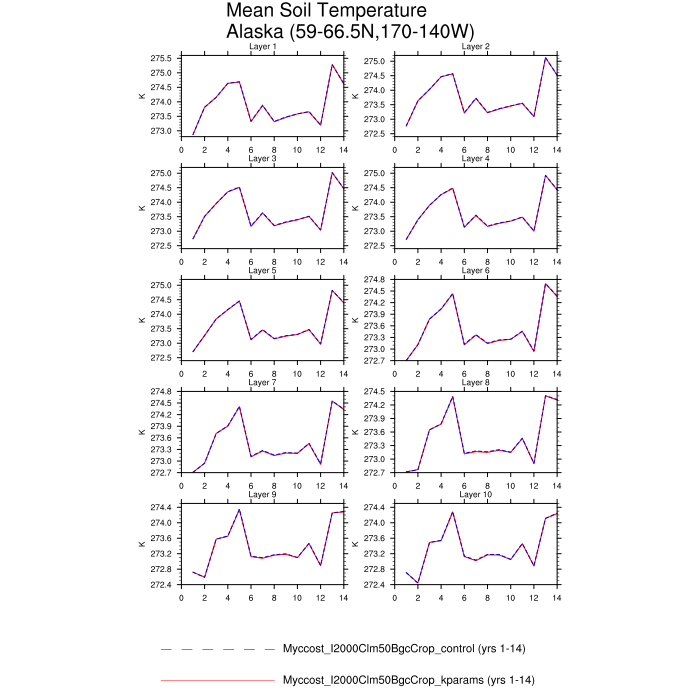 Mean Soil Temperature
Alaska (59-66.5N,170-140W)
Layer 1 Layer 2
275.5 275.0 274.5 274.0 273.5 273.0
K
0 2 4 6 8 10 12 14
275.0 274.5 274.0 273.5 273.0 272.5
K
0 2 4 6 8 10 12 14
Layer 3 Layer 4
275.0 274.5 274.0 273.5 273.0 272.5
K
0 2 4 6 8 10 12 14
275.0 274.5 274.0 273.5 273.0 272.5
K
0 2 4 6 8 10 12 14
Layer 5 Layer 6
275.0 274.5 274.0 273.5 273.0 272.5
K
0 2 4 6 8 10 12 14
274.8 274.5 274.2 273.9 273.6 273.3 273.0 272.7
K
0 2 4 6 8 10 12 14
Layer 7 Layer 8
274.8 274.5 274.2 273.9 273.6 273.3 273.0 272.7
K
0 2 4 6 8 10 12 14
274.5 274.2 273.9 273.6 273.3 273.0 272.7
K
0 2 4 6 8 10 12 14
Layer 9 Layer 10
274.4 274.0 273.6 273.2 272.8 272.4
K
0 2 4 6 8 10 12 14
274.4 274.0 273.6 273.2 272.8 272.4
K
0 2 4 6 8 10 12 14
Myccost_I2000Clm50BgcCrop_control (yrs 1-14)
Myccost_I2000Clm50BgcCrop_kparams (yrs 1-14)